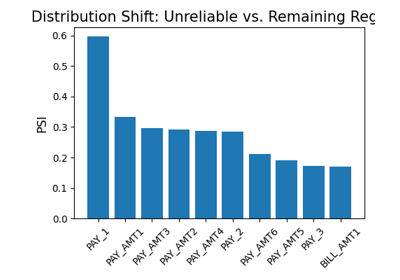 Distribution Shift: Unreliable vs. Remaining Reg
PSI
0.6
0.5
0.4
0.3
0.2
0.1
0.0
PAY_1
PAY_AMT1
PAY_AMT3
PAY_AMT2
PAY_AMT4
PAY_2
PAY_AMT6
PAY_AMT5
PAY_3
BILL_AMT1